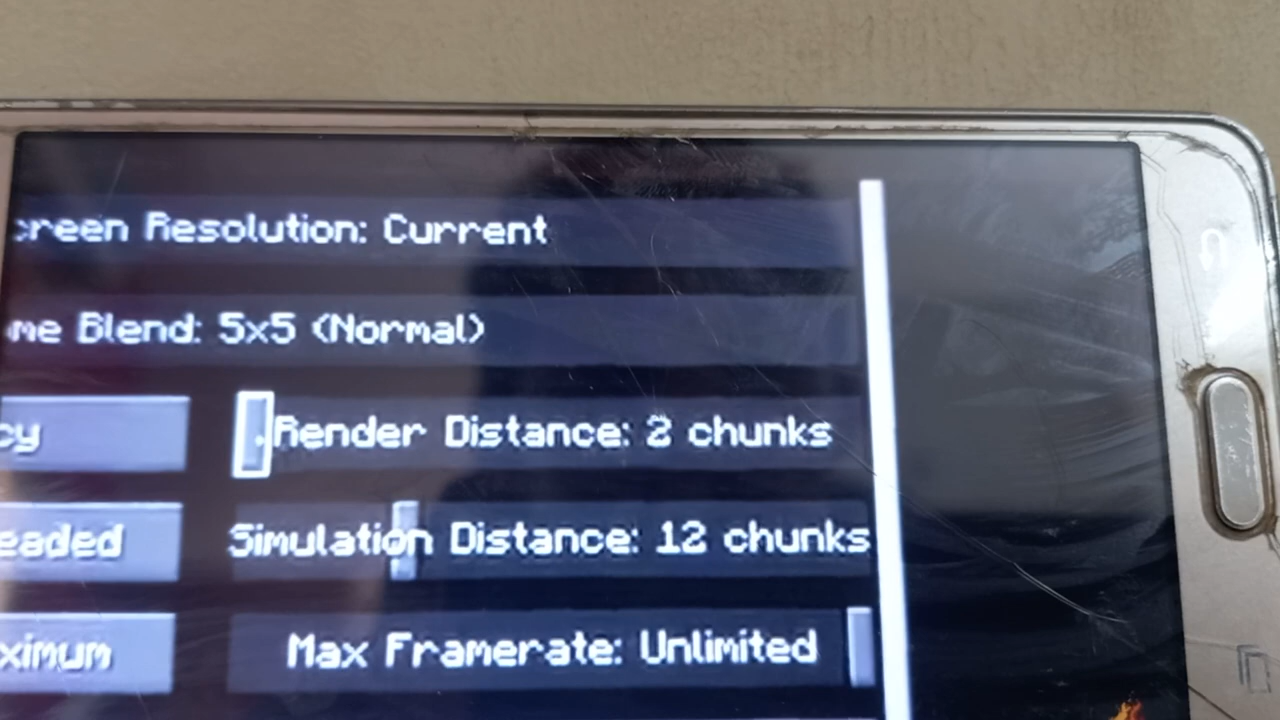 creen Resolution: Current
me Blend: 5x5 (Normal)
cy
Render Distance: 2 chunks
eaded
Simulation Distance: 12 chunks
ximum
Max Framerate: Unlimited